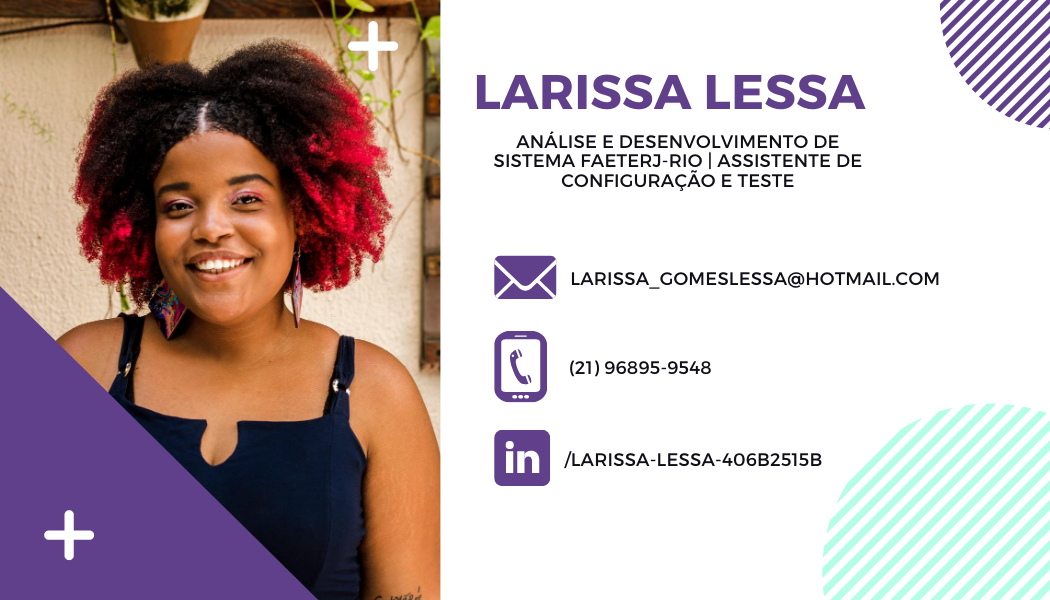 LARISSA LESSA
ANÁLISE E DESENVOLVIMENTO DE
SISTEMA FAETERJ-RIO | ASSISTENTE DE
CONFIGURAÇÃO E TESTE
LARISSA_GOMESLESSA@HOTMAIL.COM
(21) 96895-9548
in /LARISSA-LESSA-406B2515B